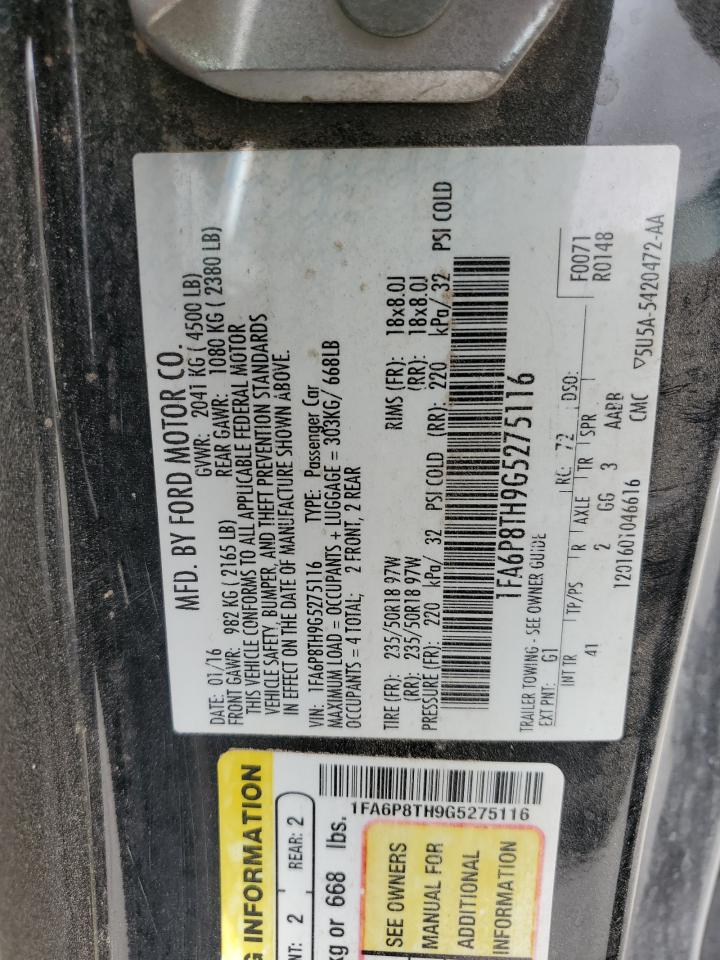 MFD. BY FORD MOTOR CO.
DATE: 01/16 GVWR: 2041 KG ( 4500 LB)
FRONT GAWR: 982 KG ( 2165 LB) REAR GAWR: 1080 KG ( 2380 LB)
THIS VEHICLE CONFORMS TO ALL APPLICABLE FEDERAL MOTOR
VEHICLE SAFETY, BUMPER, AND THEFT PREVENTION STANDARDS
IN EFFECT ON THE DATE OF MANUFACTURE SHOWN ABOVE.
VIN: 1FA6P8TH9G5275116 TYPE: Passenger Car
MAXIMUM LOAD = OCCUPANTS + LUGGAGE = 303KG/ 668LB
OCCUPANTS = 4 TOTAL; 2 FRONT, 2 REAR
TIRE (FR): 235/50R18 97W RIMS (FR): 18x8.0J
(RR): 235/50R18 97W (RR): 18x8.0J
PRESSURE (FR): 220 kPa/ 32 PSI COLD (RR): 220 kPa/ 32 PSI COLD
1FA6P8TH9G5275116
TRAILER TOWING - SEE OWNER GUIDE
EXT PNT: G1 RC: 72 DSO: F0071
R0148
INT TR TP/PS R AXLE TR SPR
41 2 GG 3 AABB
1201601046616 CMC
▽5U5A-5420472-AA
G INFORMATION
NT: 2 REAR: 2
kg or 668 lbs.
1FA6P8TH9G5275116
SEE OWNERS
MANUAL FOR
ADDITIONAL
INFORMATION